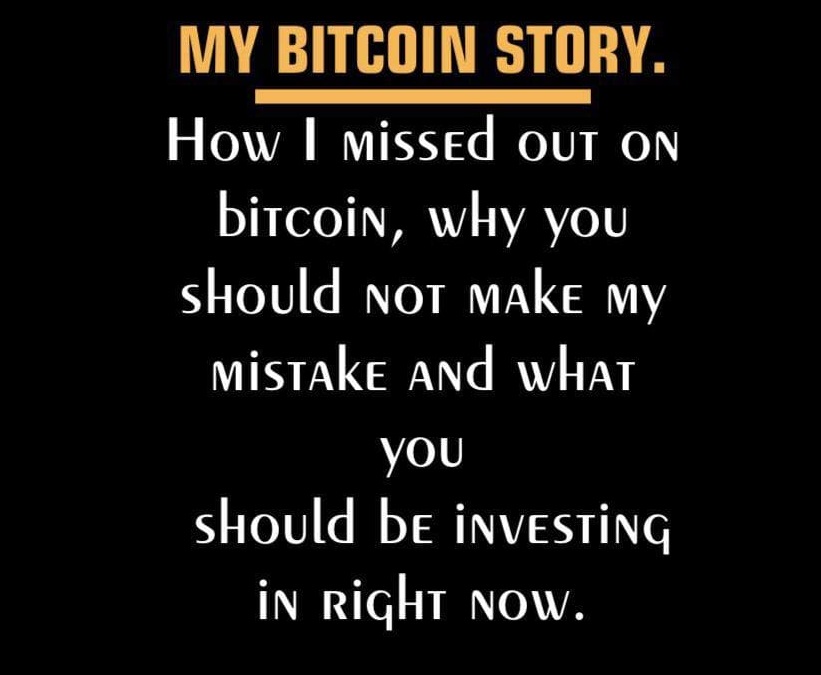 MY BITCOIN STORY.
How I missed out on
bitcoin, why you
should not make my
mistake and what
you
should be investing
in right now.